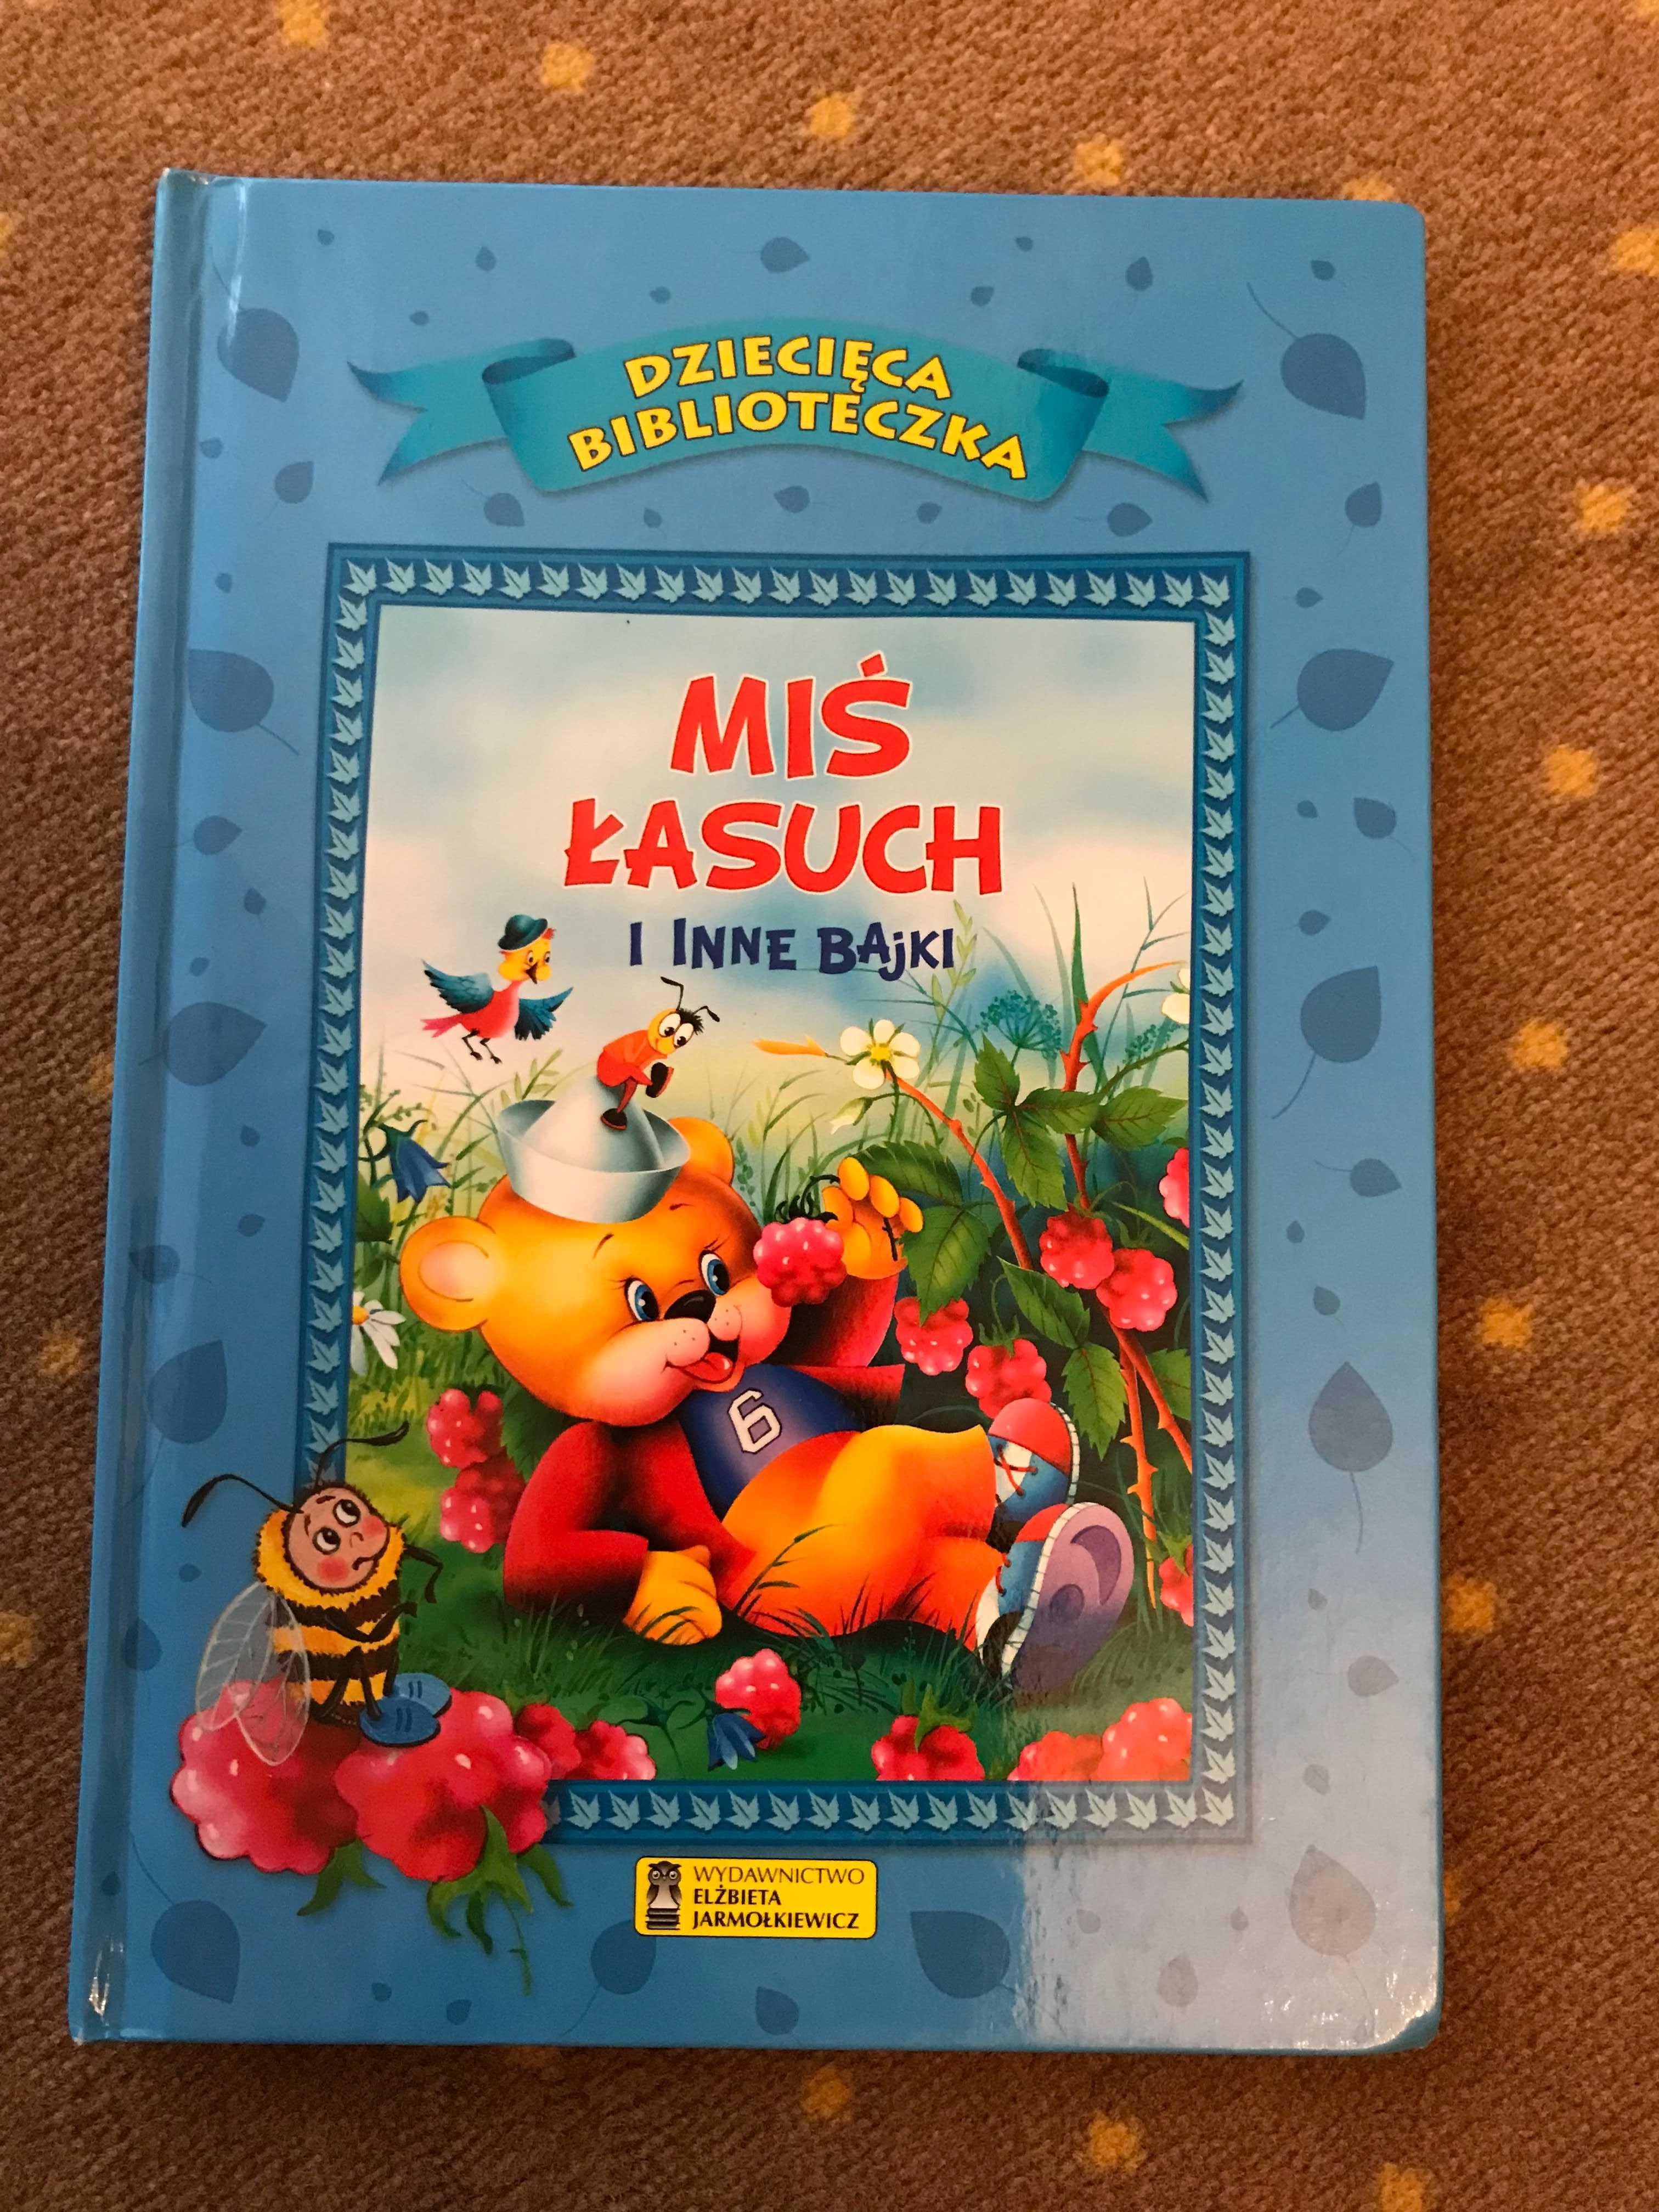 DZIECIĘCA
BIBLIOTECZKA
MIŚ
ŁASUCH
I INNE BAjKI
6
WYDAWNICTWO
ELŻBIETA
JARMOŁKIEWICZ